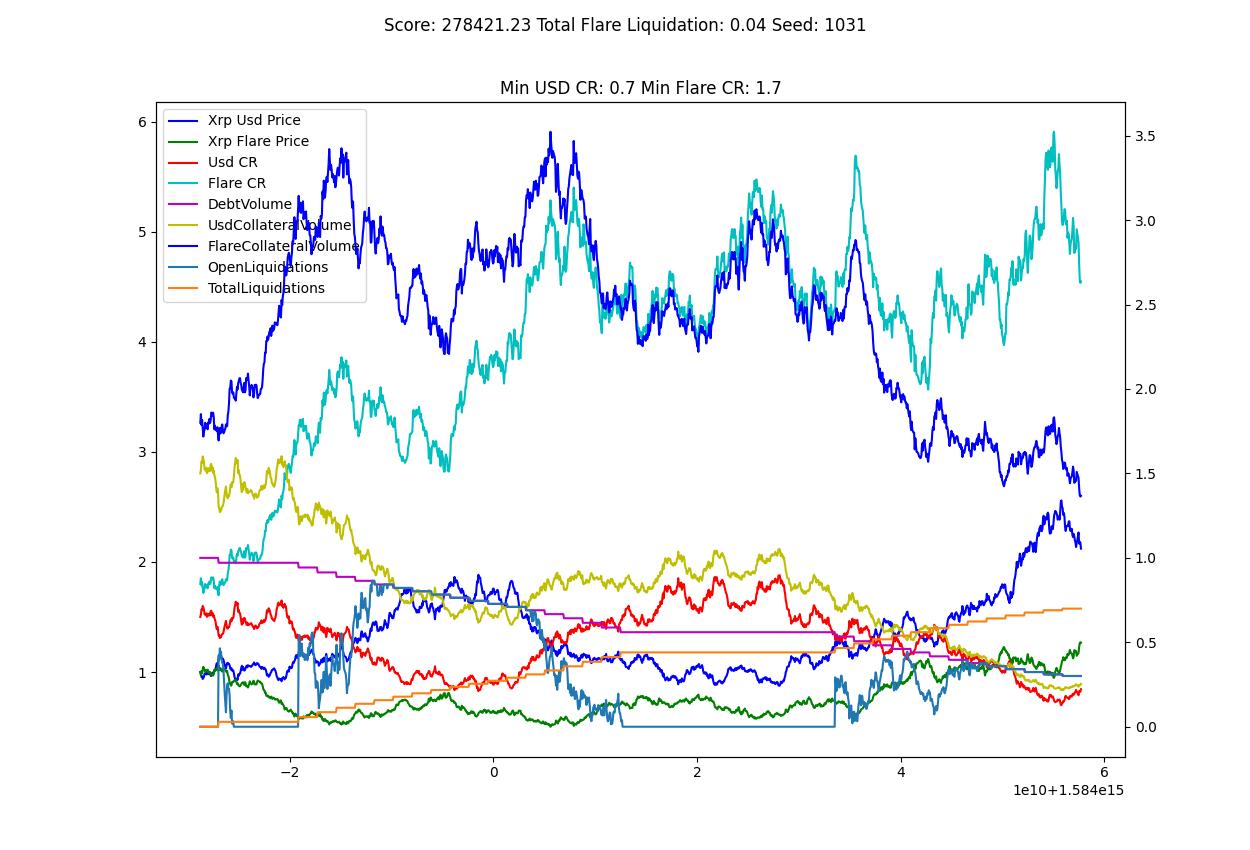 Score: 278421.23 Total Flare Liquidation: 0.04 Seed: 1031
Min USD CR: 0.7 Min Flare CR: 1.7
Xrp Usd Price
Xrp Flare Price
Usd CR
Flare CR
DebtVolume
UsdCollateralVolume
FlareCollateralVolume
OpenLiquidations
TotalLiquidations
6
5
4
3
2
1
3.5
3.0
2.5
2.0
1.5
1.0
0.5
0.0
−2
0
2
4
6
1e10+1.584e15